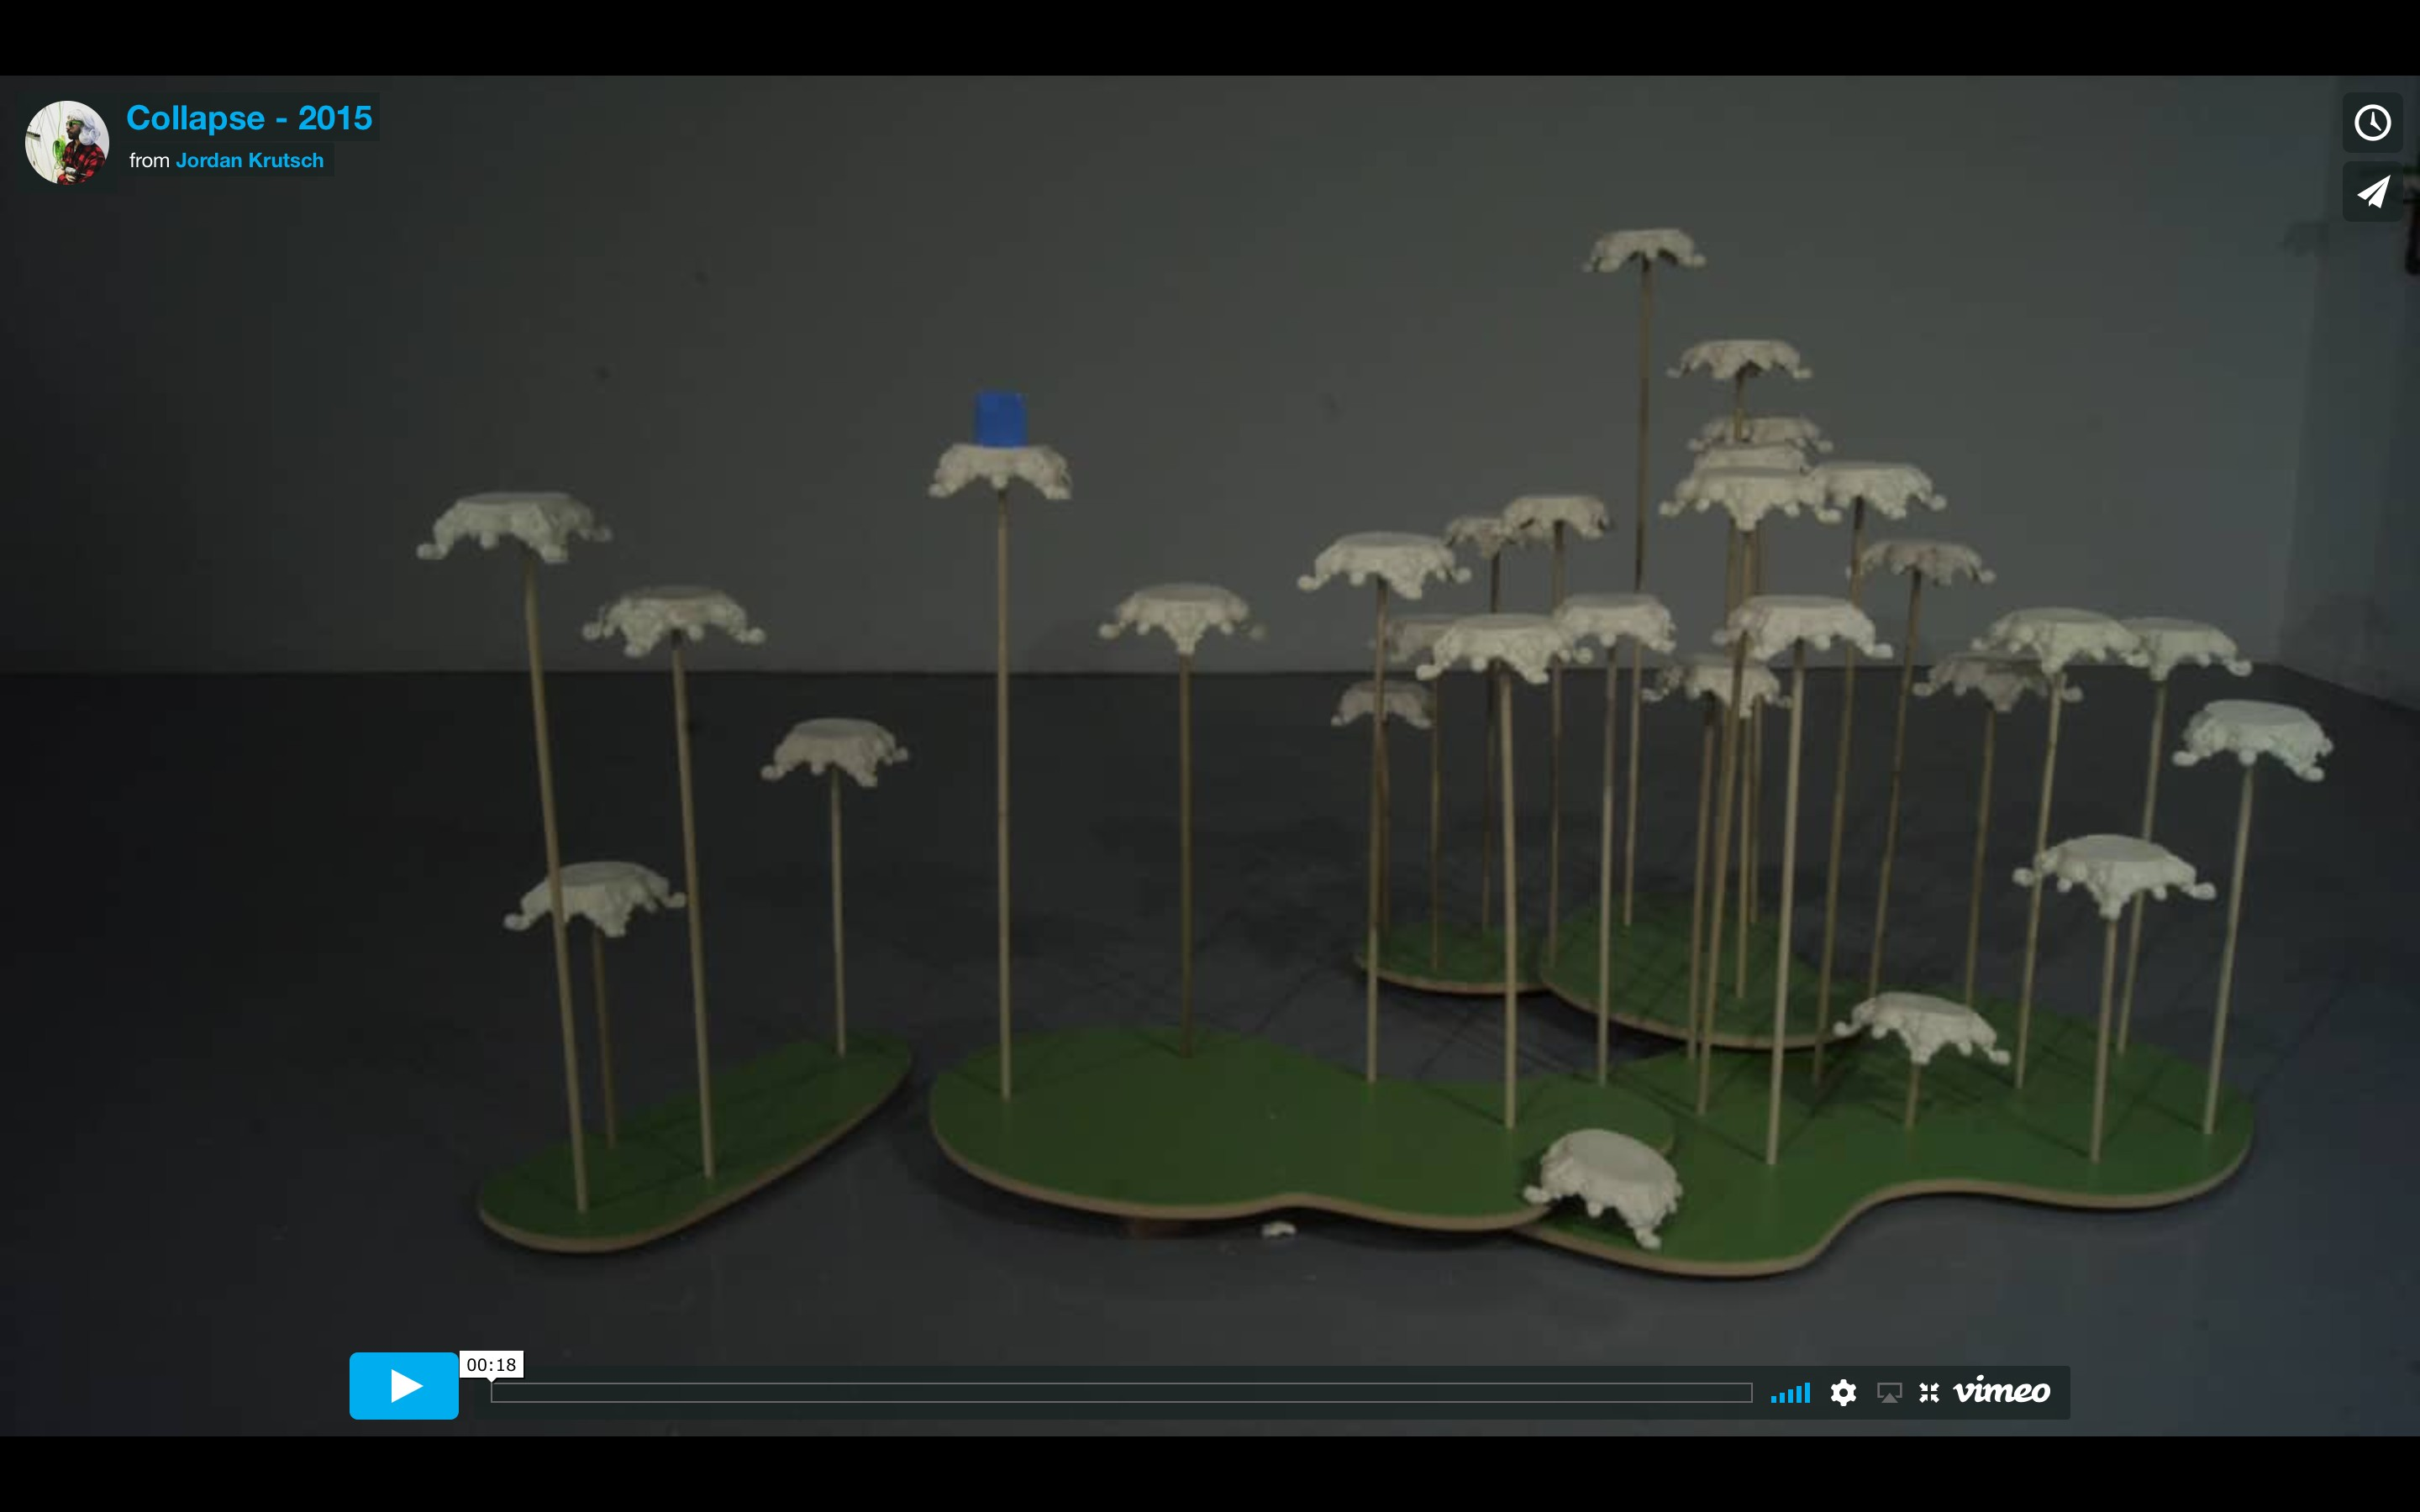 Collapse - 2015
from Jordan Krutsch
00:18
vimeo